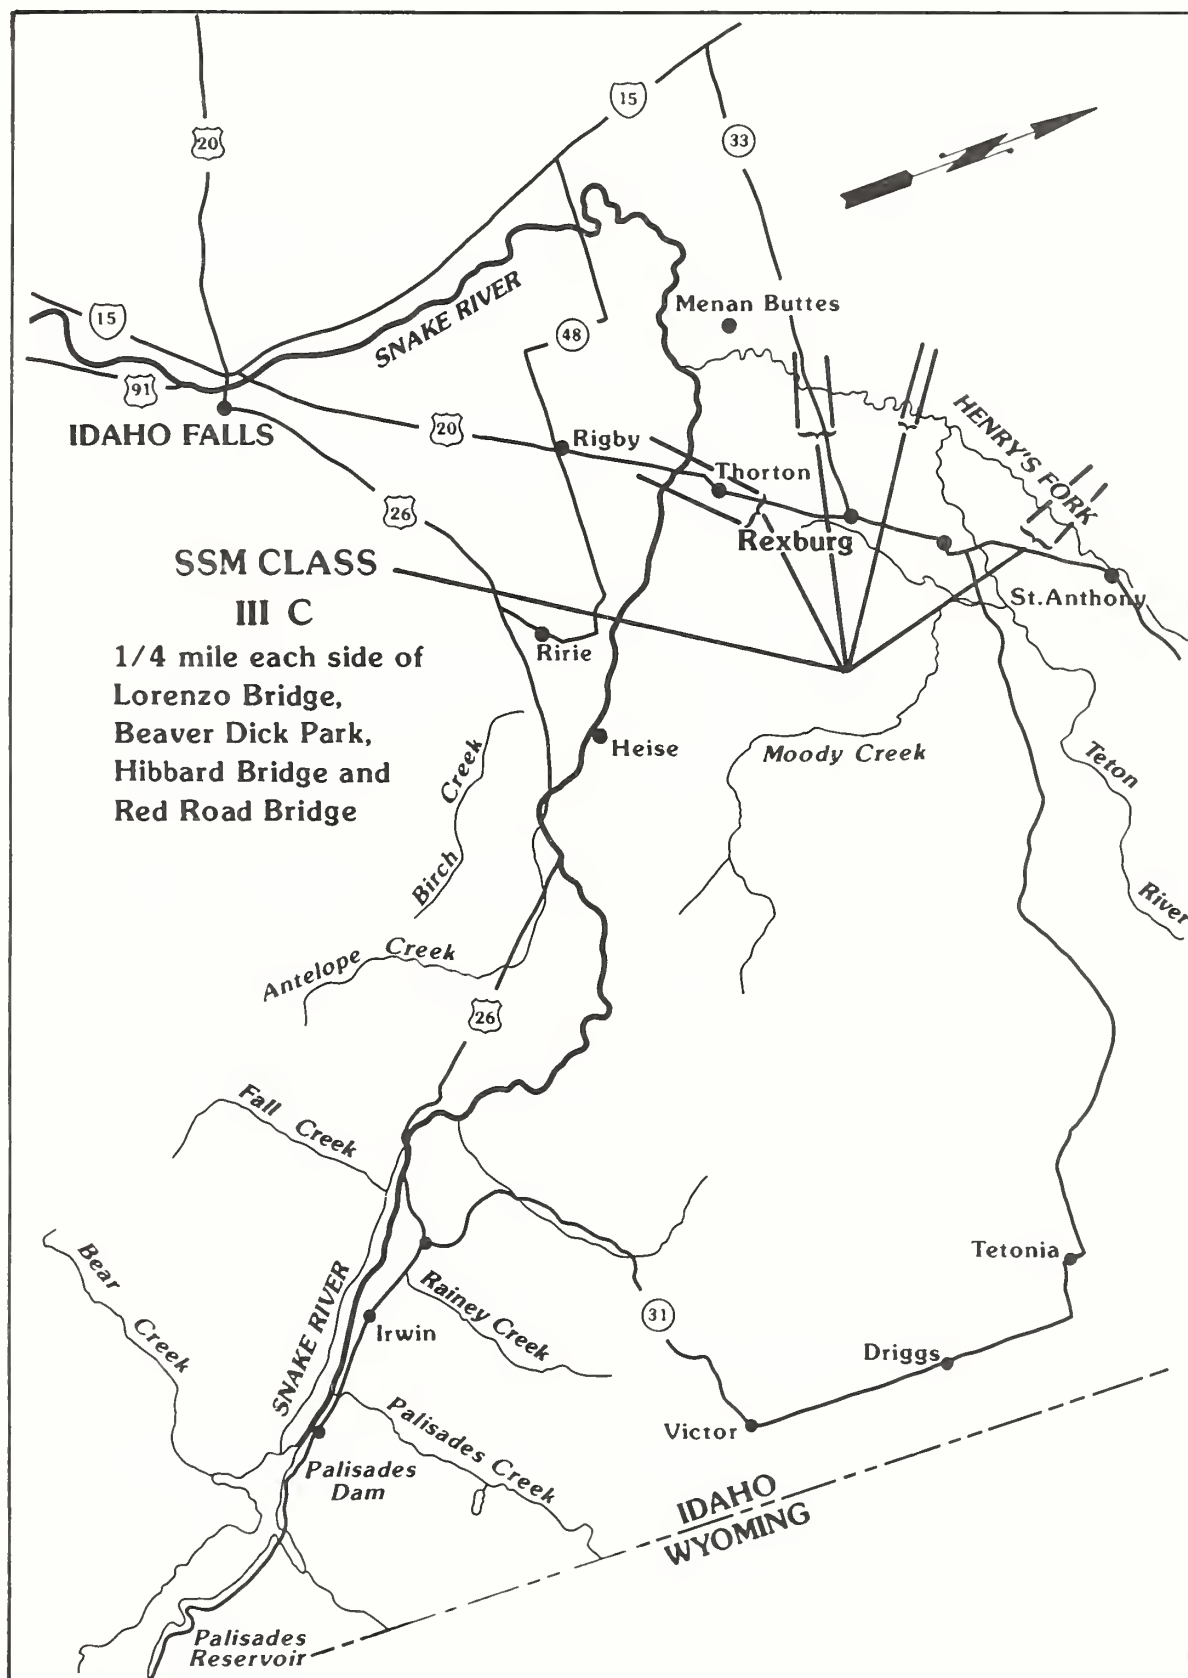 20
15
33
Menan Buttes
SNAKE RIVER
15
48
91
IDAHO FALLS
20
Rigby
Thorton
HENRY'S FORK
26
Rexburg
SSM CLASS
III C
1/4 mile each side of
Lorenzo Bridge,
Beaver Dick Park,
Hibbard Bridge and
Red Road Bridge
St. Anthony
Ririe
Heise
Moody Creek
Teton
River
Birch Creek
Antelope Creek
26
Fall Creek
Bear Creek
SNAKE RIVER
Rainey Creek
Irwin
31
Tetonia
Driggs
Victor
Palisades Creek
Palisades
Dam
IDAHO
WYOMING
Palisades
Reservoir